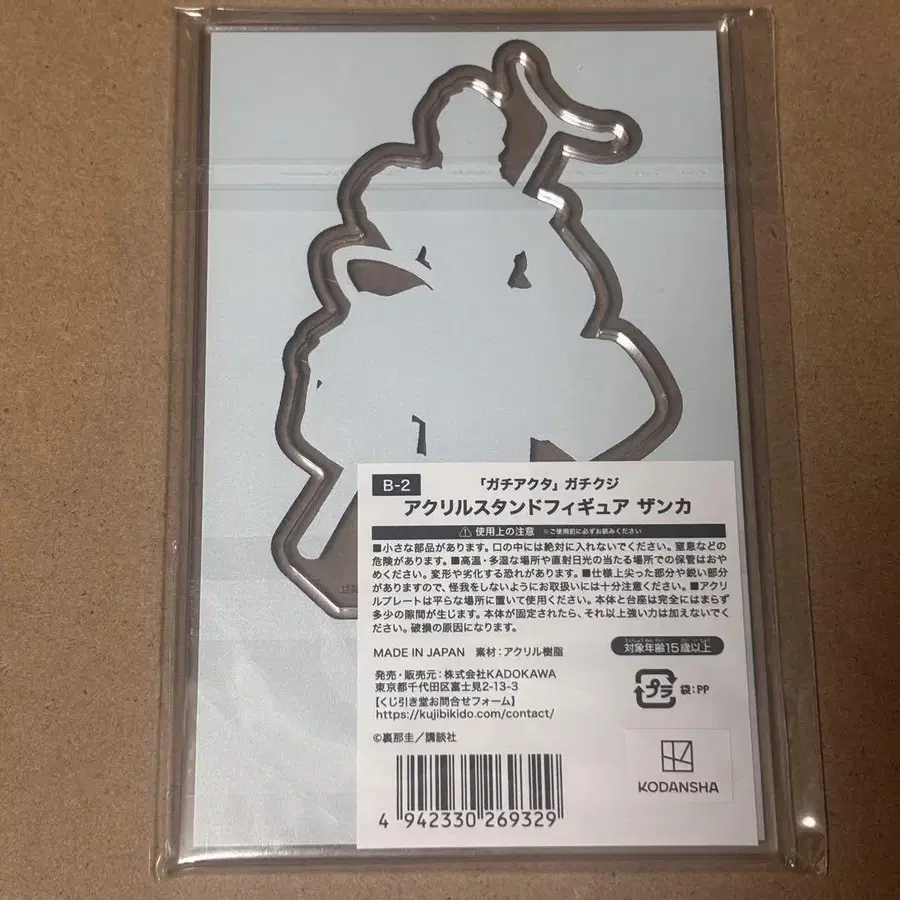 B-2
「ガチアクタ」ガチクジ
アクリルスタンドフィギュア ザンカ
⚠ 使用上の注意 ※ご使用前に必ずお読みください
■小さな部品があります。口の中には絶対に入れないでください。窒息などの
危険があります。■高温・多湿な場所や直射日光の当たる場所での保管はおや
めください。変形や劣化する恐れがあります。■仕様上尖った部分や鋭い部分
がありますので、怪我をしないようにお取扱いには十分注意ください。■アクリ
ルプレートは平らな場所に置いて使用ください。本体と台座は完全にはまらず
多少の隙間が生じます。本体が固定されたら、それ以上強い力は加えないでく
ださい。破損の原因になります。
MADE IN JAPAN 素材:アクリル樹脂
対象年齢15歳以上
発売・販売元:株式会社KADOKAWA
東京都千代田区富士見2-13-3
【くじ引き堂お問合せフォーム】
https://kujibikido.com/contact/
プラ 袋:PP
©裏那圭/講談社
KODANSHA
4 942330 269329